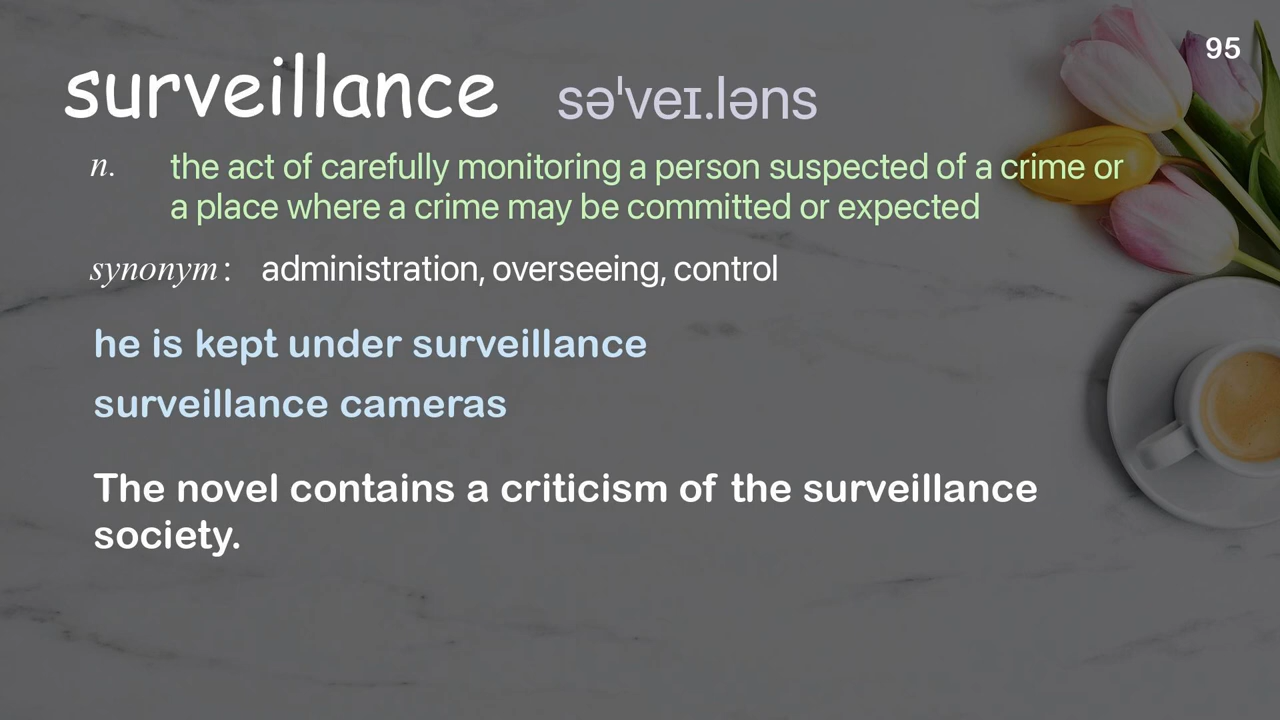 95
surveillance səˈveɪ.ləns
n. the act of carefully monitoring a person suspected of a crime or
a place where a crime may be committed or expected
synonym : administration, overseeing, control
he is kept under surveillance
surveillance cameras
The novel contains a criticism of the surveillance
society.